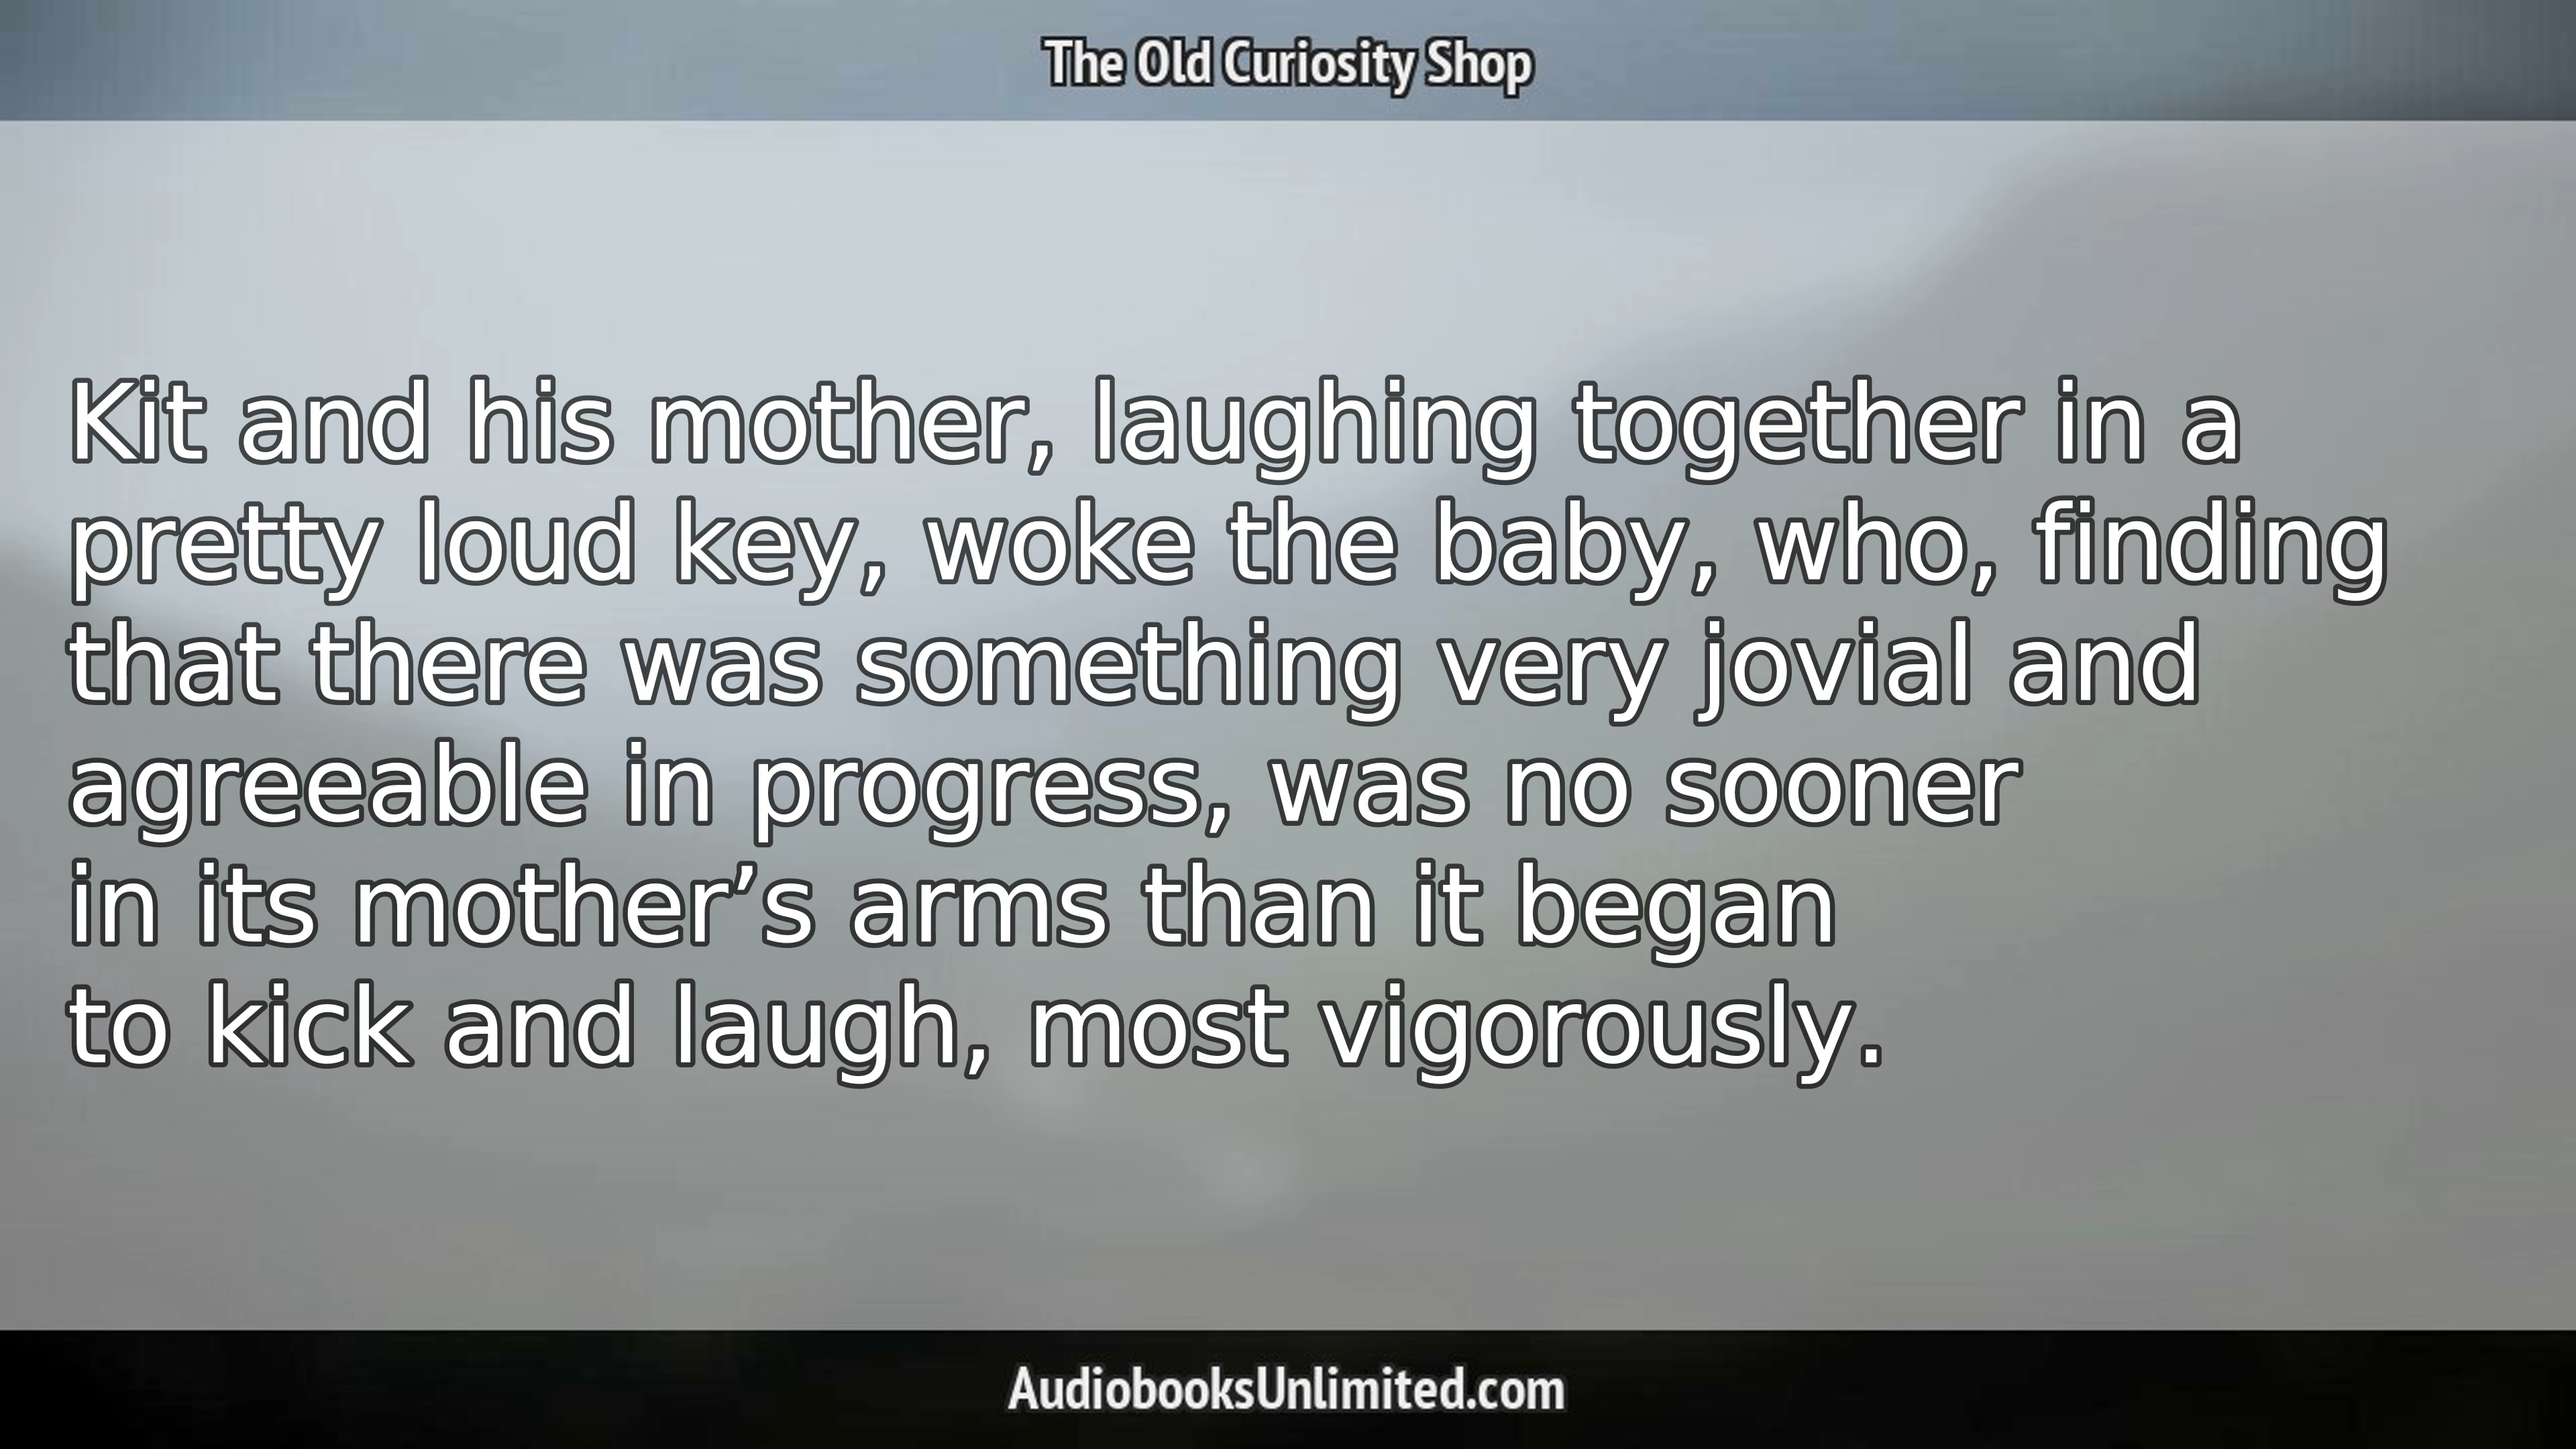 The Old Curiosity Shop
Kit and his mother, laughing together in a
pretty loud key, woke the baby, who, finding
that there was something very jovial and
agreeable in progress, was no sooner
in its mother’s arms than it began
to kick and laugh, most vigorously.
AudiobooksUnlimited.com